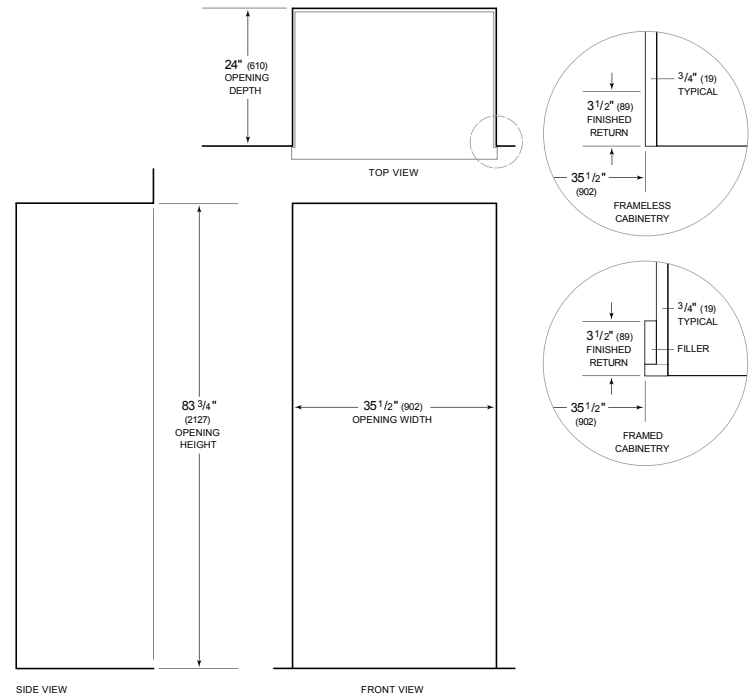 24" (610)
OPENING
DEPTH
TOP VIEW
3/4" (19)
TYPICAL
3 1/2" (89)
FINISHED
RETURN
35 1/2"
(902)
FRAMELESS
CABINETRY
3/4" (19)
TYPICAL
3 1/2" (89)
FINISHED
RETURN
FILLER
35 1/2"
(902)
FRAMED
CABINETRY
83 3/4"
(2127)
OPENING
HEIGHT
35 1/2" (902)
OPENING WIDTH
SIDE VIEW
FRONT VIEW